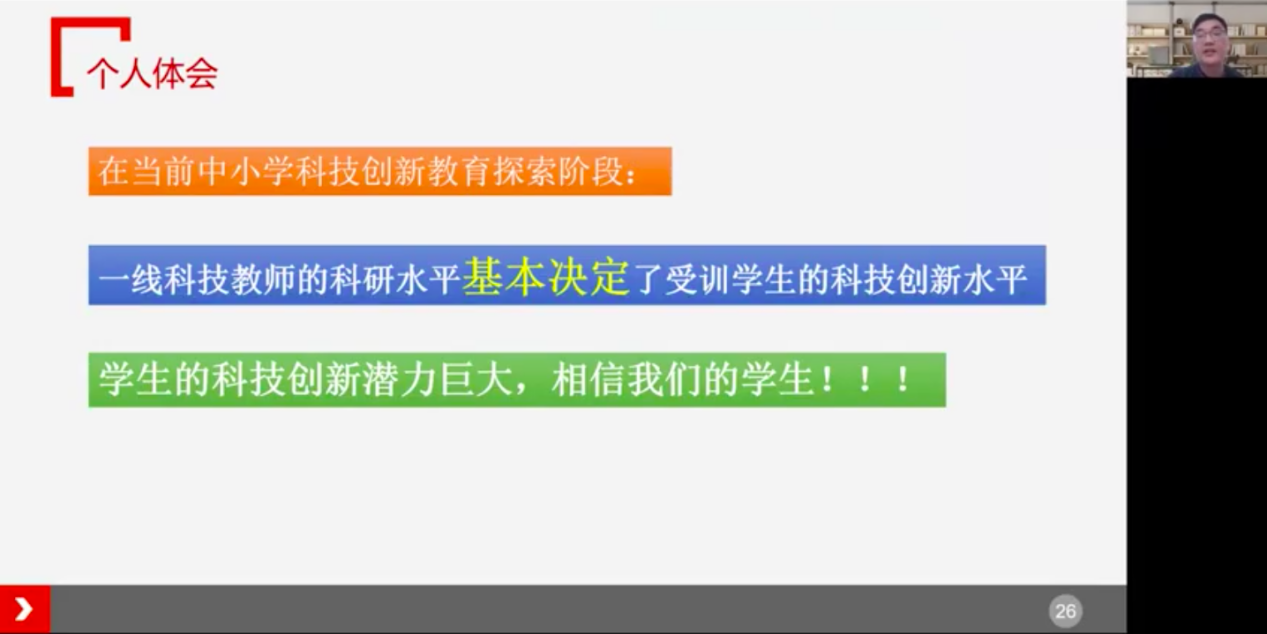 个人体会
在当前中小学科技创新教育探索阶段：
一线科技教师的科研水平基本决定了受训学生的科技创新水平
学生的科技创新潜力巨大，相信我们的学生！！！
26